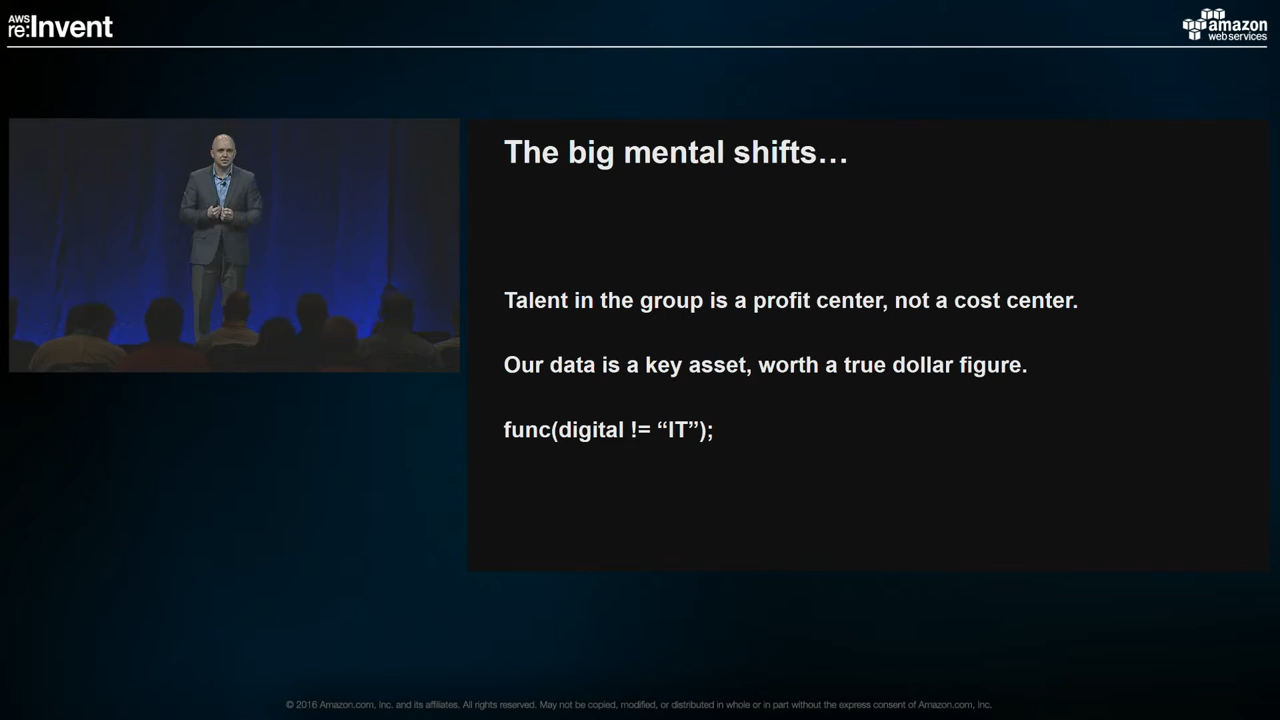 AWS
re:Invent
amazon
webservices
The big mental shifts…
Talent in the group is a profit center, not a cost center.
Our data is a key asset, worth a true dollar figure.
func(digital != “IT”);
© 2016 Amazon.com, Inc. and its affiliates. All rights reserved. May not be copied, modified, or distributed in whole or in part without the express consent of Amazon.com, Inc.